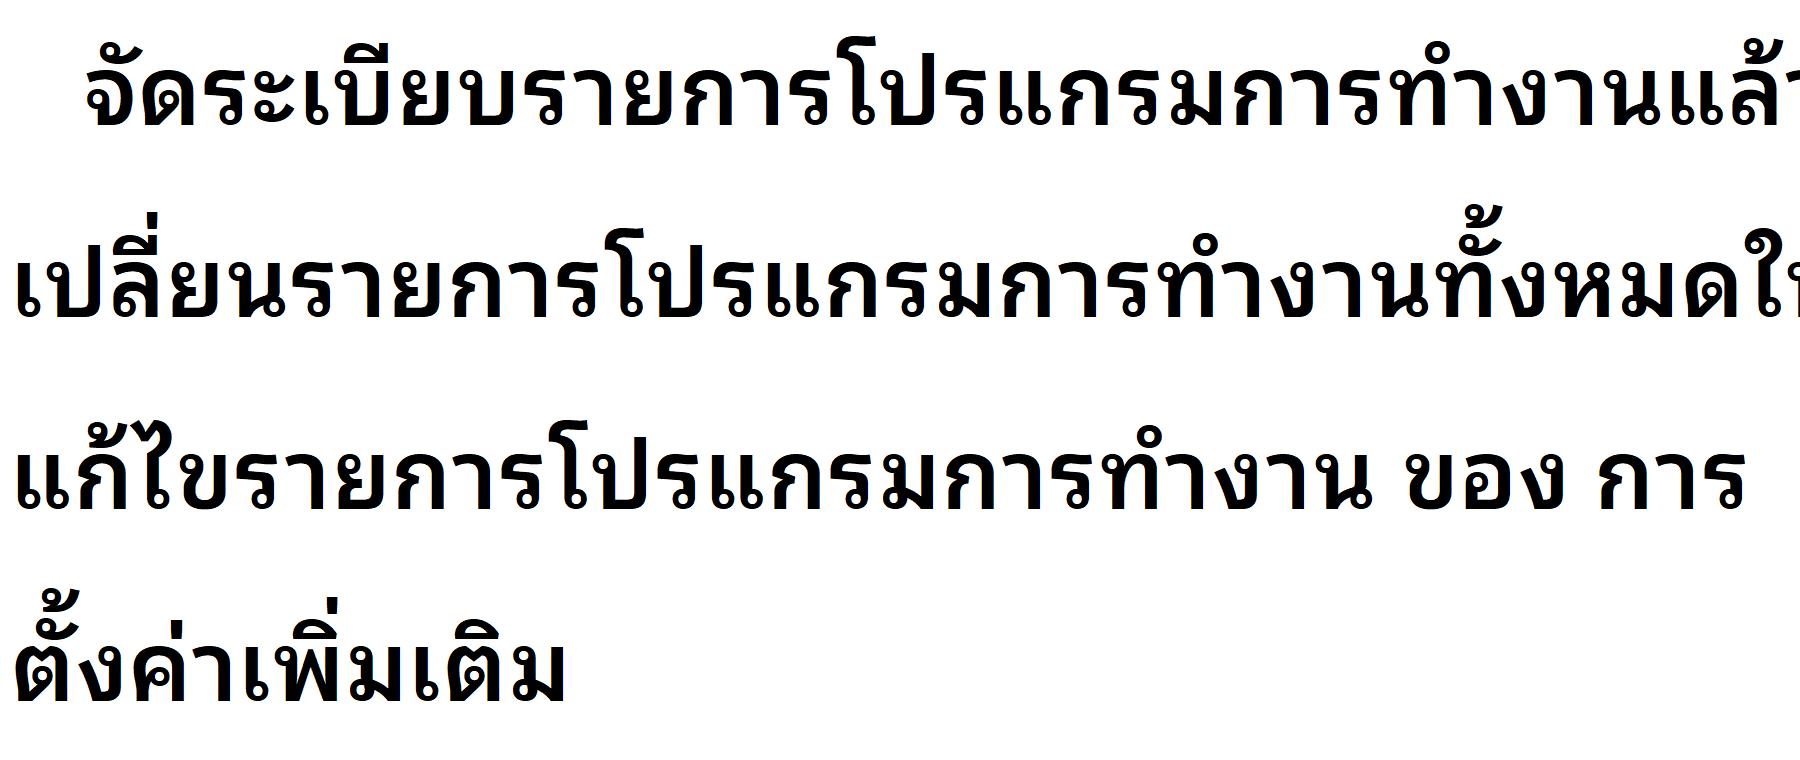 จัดระเบียบรายการโปรแกรมการทำงานแล้ว
เปลี่ยนรายการโปรแกรมการทำงานทั้งหมดใ
แก้ไขรายการโปรแกรมการทำงาน ของ การ
ตั้งค่าเพิ่มเติม